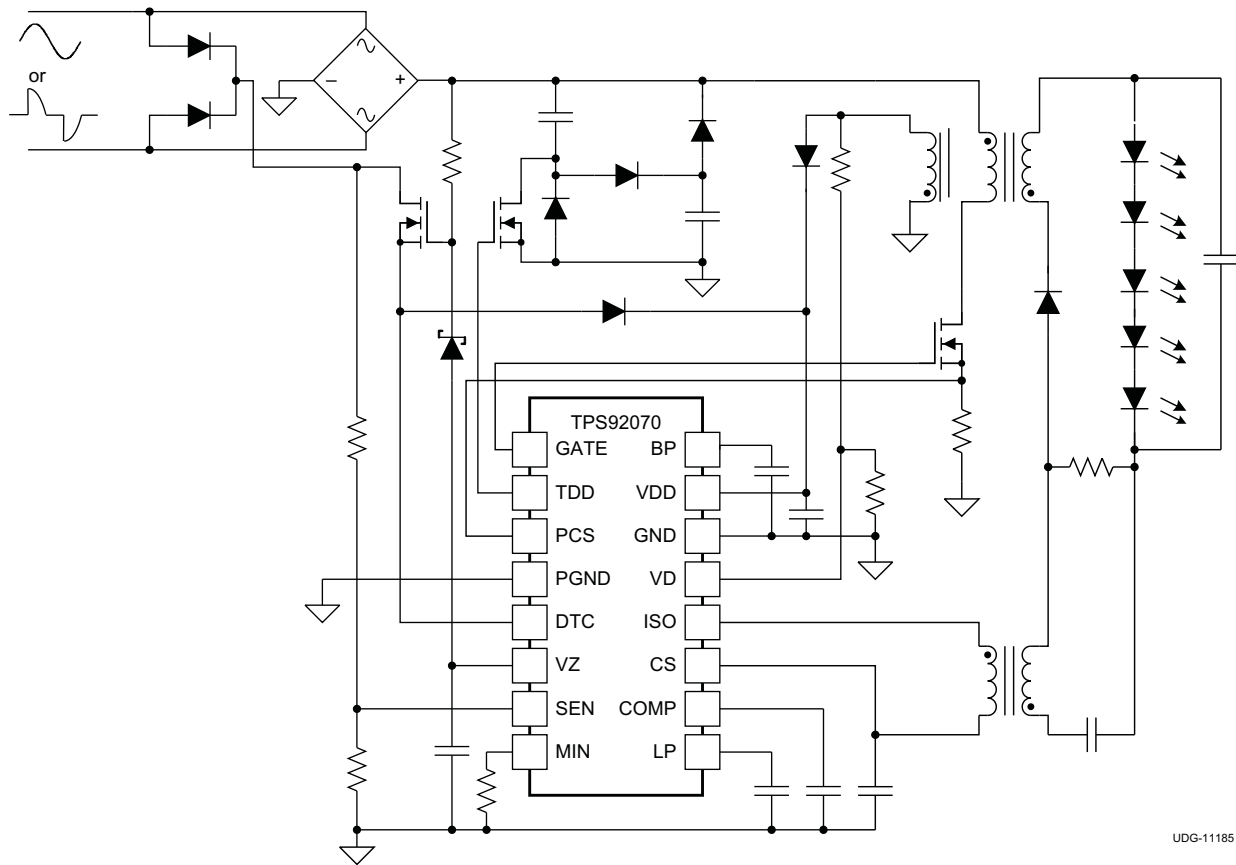 or
−
+
TPS92070
GATE
BP
TDD
VDD
PCS
GND
PGND
VD
DTC
ISO
VZ
CS
SEN
COMP
MIN
LP
UDG-11185